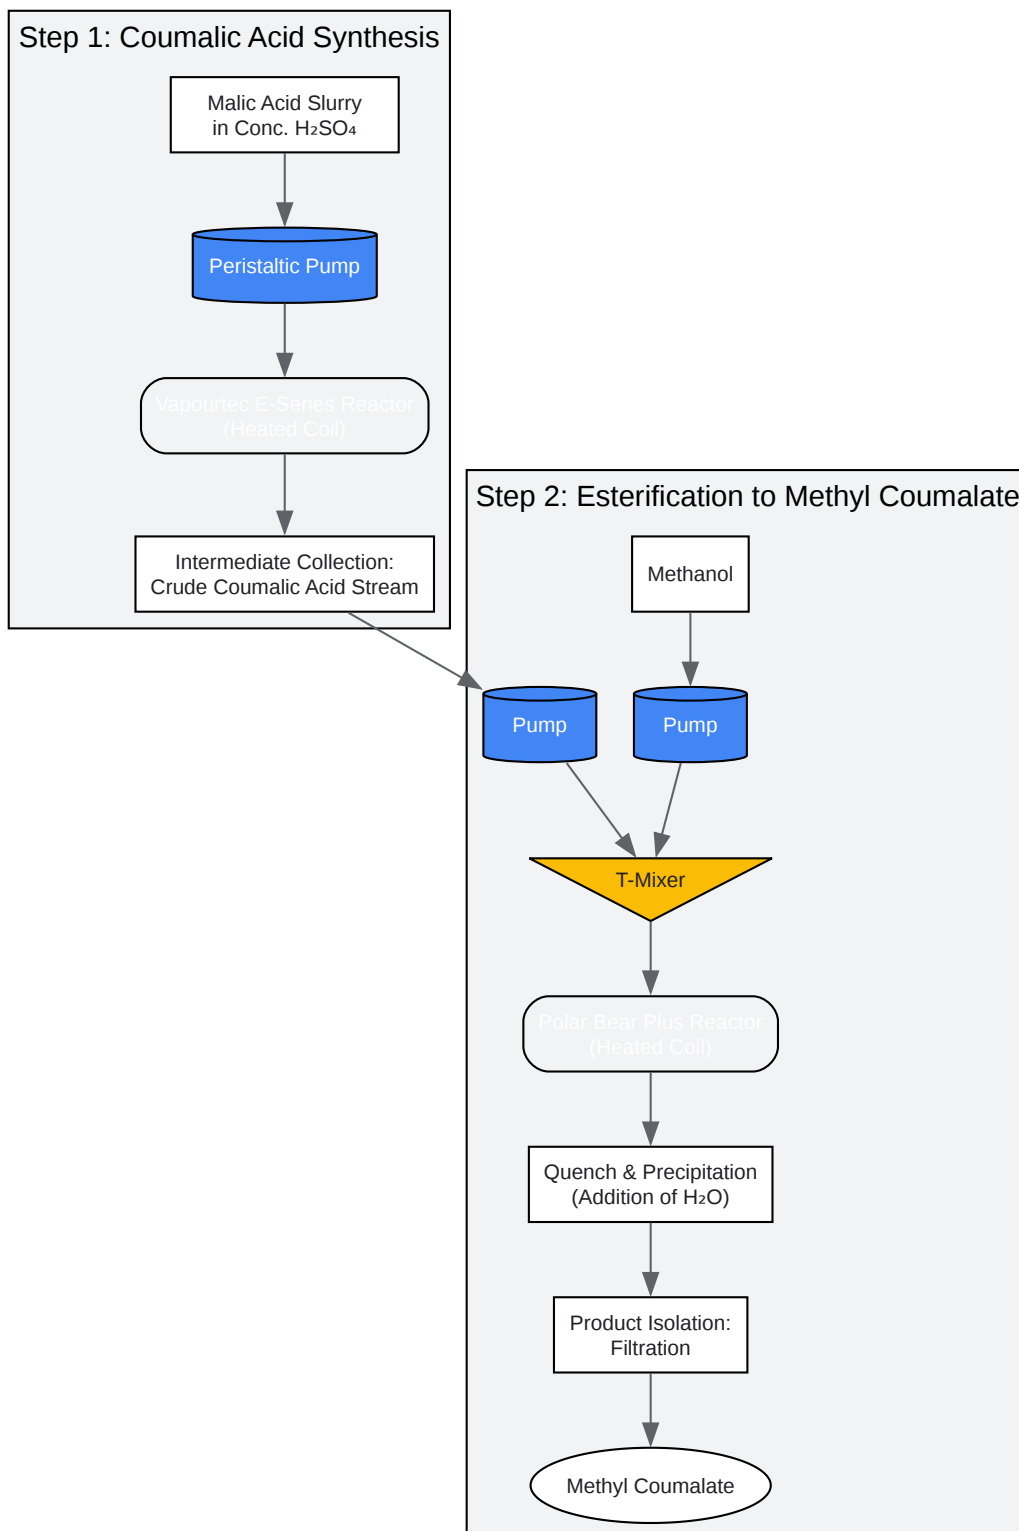 Step 1: Coumalic Acid Synthesis
Malic Acid Slurry
in Conc. H₂SO₄
Peristaltic Pump
Vapourtec E-Series Reactor
(Heated Coil)
Intermediate Collection:
Crude Coumalic Acid Stream
Step 2: Esterification to Methyl Coumalate
Methanol
Pump
Pump
T-Mixer
Polar Bear Plus Reactor
(Heated Coil)
Quench & Precipitation
(Addition of H₂O)
Product Isolation:
Filtration
Methyl Coumalate